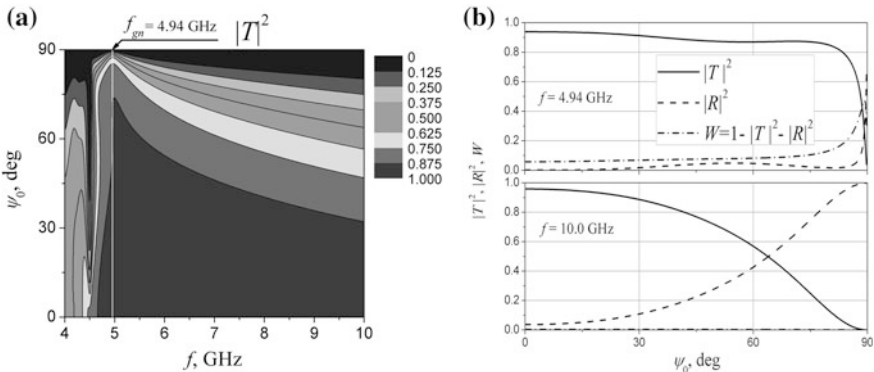 (a)
f_gn = 4.94 GHz
|T|²
90
60
30
0
ψ₀, deg
4
5
6
7
8
9
10
f, GHz
0
0.125
0.250
0.375
0.500
0.625
0.750
0.875
1.000
(b)
1.0
0.8
0.6
0.4
0.2
0.0
f = 4.94 GHz
|T|²
|R|²
W=1- |T|²- |R|²
|T|², |R|², W
1.0
0.8
0.6
0.4
0.2
0.0
f = 10.0 GHz
0
30
60
90
ψ₀, deg